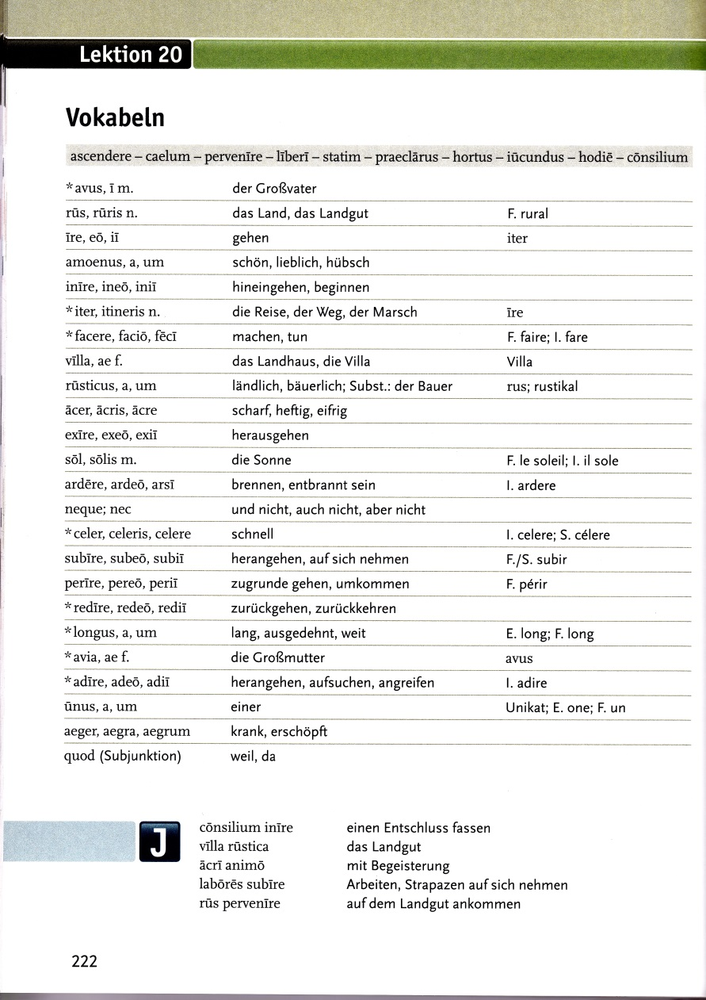 Lektion 20
Vokabeln
ascendere – caelum – pervenīre – līberī – statim – praeclārus – hortus – iūcundus – hodiē – cōnsilium
*avus, ī m. der Großvater
rūs, rūris n. das Land, das Landgut F. rural
īre, eō, iī gehen iter
amoenus, a, um schön, lieblich, hübsch
inīre, ineō, iniī hineingehen, beginnen
*iter, itineris n. die Reise, der Weg, der Marsch īre
*facere, faciō, fēcī machen, tun F. faire; I. fare
vīlla, ae f. das Landhaus, die Villa Villa
rūsticus, a, um ländlich, bäuerlich; Subst.: der Bauer rus; rustikal
ācer, ācris, ācre scharf, heftig, eifrig
exīre, exeō, exiī herausgehen
sōl, sōlis m. die Sonne F. le soleil; I. il sole
ardēre, ardeō, arsī brennen, entbrannt sein I. ardere
neque; nec und nicht, auch nicht, aber nicht
*celer, celeris, celere schnell I. celere; S. célere
subīre, subeō, subiī herangehen, auf sich nehmen F./S. subir
perīre, pereō, periī zugrunde gehen, umkommen F. périr
*redīre, redeō, rediī zurückgehen, zurückkehren
*longus, a, um lang, ausgedehnt, weit E. long; F. long
*avia, ae f. die Großmutter avus
*adīre, adeō, adiī herangehen, aufsuchen, angreifen I. adire
ūnus, a, um einer Unikat; E. one; F. un
aeger, aegra, aegrum krank, erschöpft
quod (Subjunktion) weil, da
J
cōnsilium inīre einen Entschluss fassen
vīlla rūstica das Landgut
ācrī animō mit Begeisterung
labōrēs subīre Arbeiten, Strapazen auf sich nehmen
rūs pervenīre auf dem Landgut ankommen
222